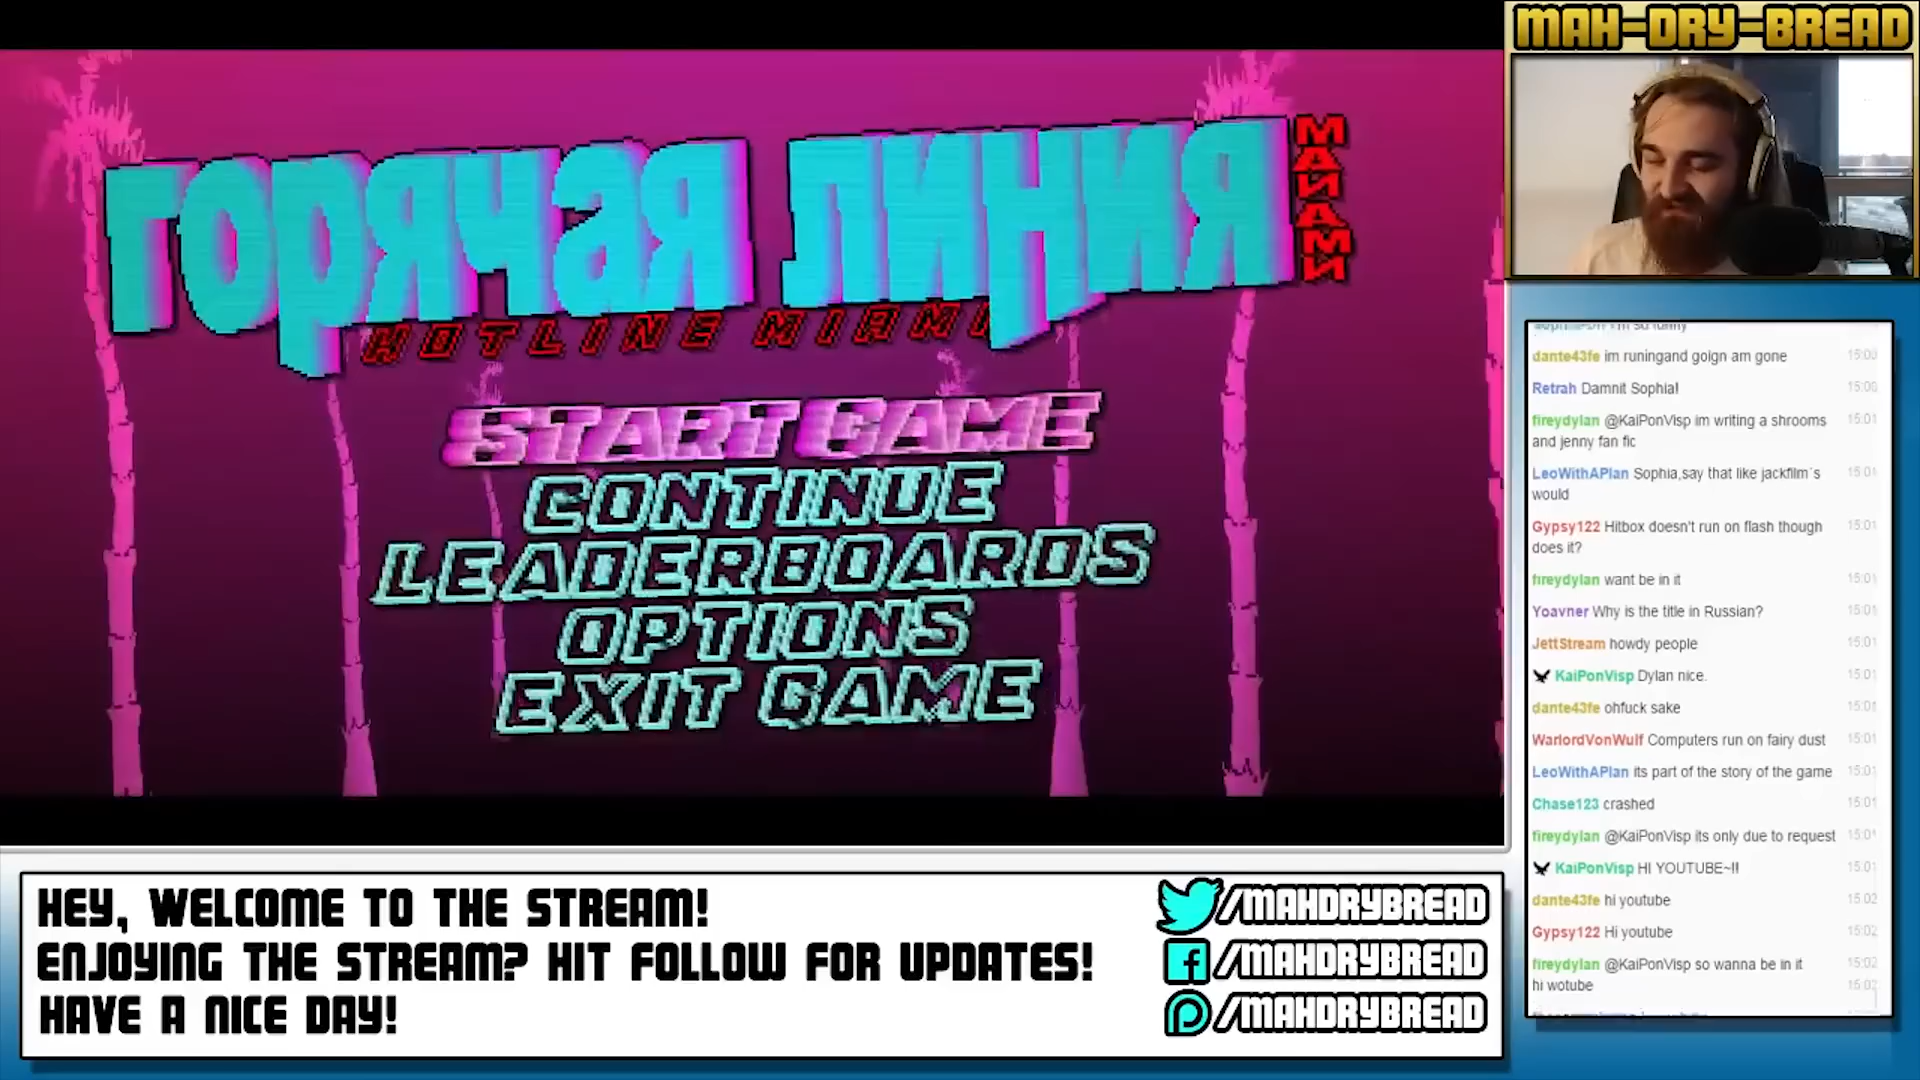 MAH-DRY-BREAD
ГОРЯЧАЯ ЛИНИЯ
МАЙАМИ
HOTLINE MIAMI
START GAME
CONTINUE
LEADERBOARDS
OPTIONS
EXIT GAME
I'm so funny
dante43fe im runingand goign am gone 15:00
Retrah Damnit Sophia! 15:00
fireydylan @KaiPonVisp im writing a shrooms 15:01
and jenny fan fic
LeoWithAPlan Sophia,say that like jackfilm´s 15:01
would
Gypsy122 Hitbox doesn't run on flash though 15:01
does it?
fireydylan want be in it 15:01
Yoavner Why is the title in Russian? 15:01
JettStream howdy people 15:01
KaiPonVisp Dylan nice. 15:01
dante43fe ohfuck sake 15:01
WarlordVonWulf Computers run on fairy dust 15:01
LeoWithAPlan its part of the story of the game 15:01
Chase123 crashed 15:01
fireydylan @KaiPonVisp its only due to request 15:01
KaiPonVisp HI YOUTUBE~!! 15:01
dante43fe hi youtube 15:02
Gypsy122 Hi youtube 15:02
fireydylan @KaiPonVisp so wanna be in it 15:02
hi wotube 15:02
HEY, WELCOME TO THE STREAM!
ENJOYING THE STREAM? HIT FOLLOW FOR UPDATES!
HAVE A NICE DAY!
/MAHDRYBREAD
/MAHDRYBREAD
/MAHDRYBREAD